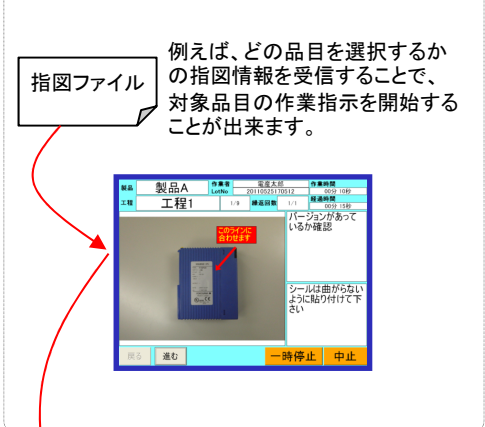 例えば、どの品目を選択するか
の指図情報を受信することで、
対象品目の作業指示を開始する
ことが出来ます。
指図ファイル
製品 製品A 作業者 電産太郎 作業時間
LotNo 20110525170512 00分10秒
工程 工程1 1/9 繰返回数 1/1 経過時間
00分15秒
このラインに
合わせます
バージョンがあって
いるか確認
シールは曲がらない
ように貼り付けて下
さい
戻る 進む 一時停止 中止